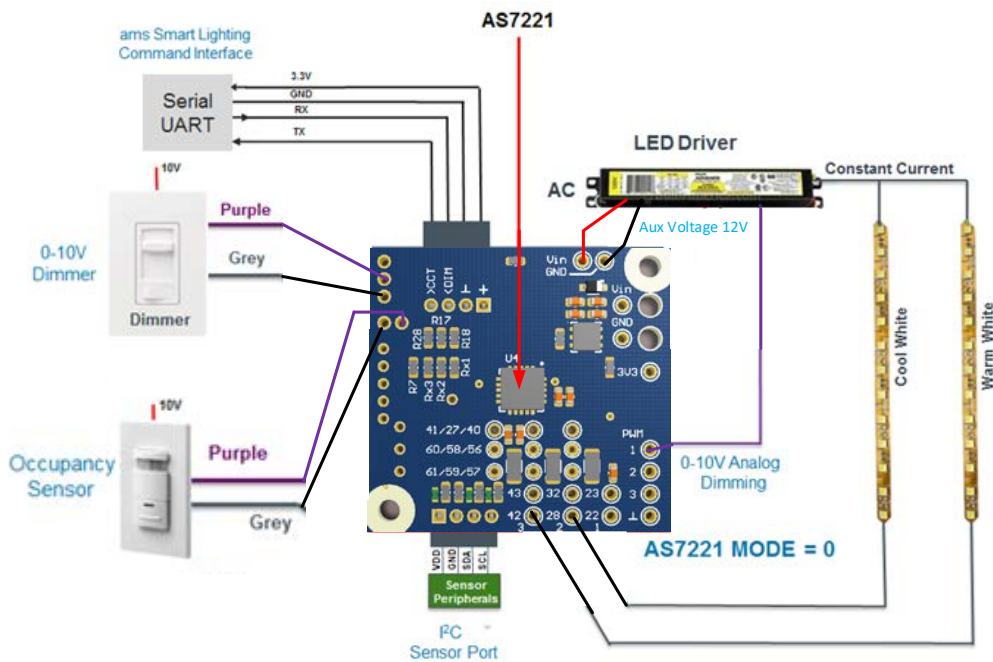 AS7221
ams Smart Lighting
Command Interface
Serial
UART
3.3V
GND
RX
TX
10V
Purple
0-10V
Dimmer
Grey
Dimmer
LED Driver
AC
Constant Current
Aux Voltage 12V
Vin
GND
Vin
GND
3V3
>CCT
<DIM
⊥
+
R17
R28
R18
R7
Rx3
Rx2
Rx1
U4
41/27/40
60/58/56
61/59/57
43
32
23
42
28
22
3
2
1
PWM
1
2
3
⊥
Cool White
Warm White
0-10V Analog
Dimming
10V
Occupancy
Sensor
Purple
Grey
AS7221 MODE = 0
VDD
GND
SDA
SCL
Sensor
Peripherals
I²C
Sensor Port